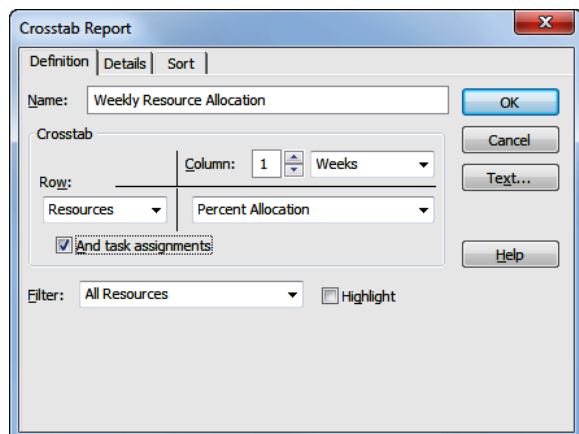 Crosstab Report
Definition Details Sort
Name: Weekly Resource Allocation OK
Crosstab Cancel
Column: 1 Weeks
Row: Text...
Resources Percent Allocation
And task assignments Help
Filter: All Resources Highlight